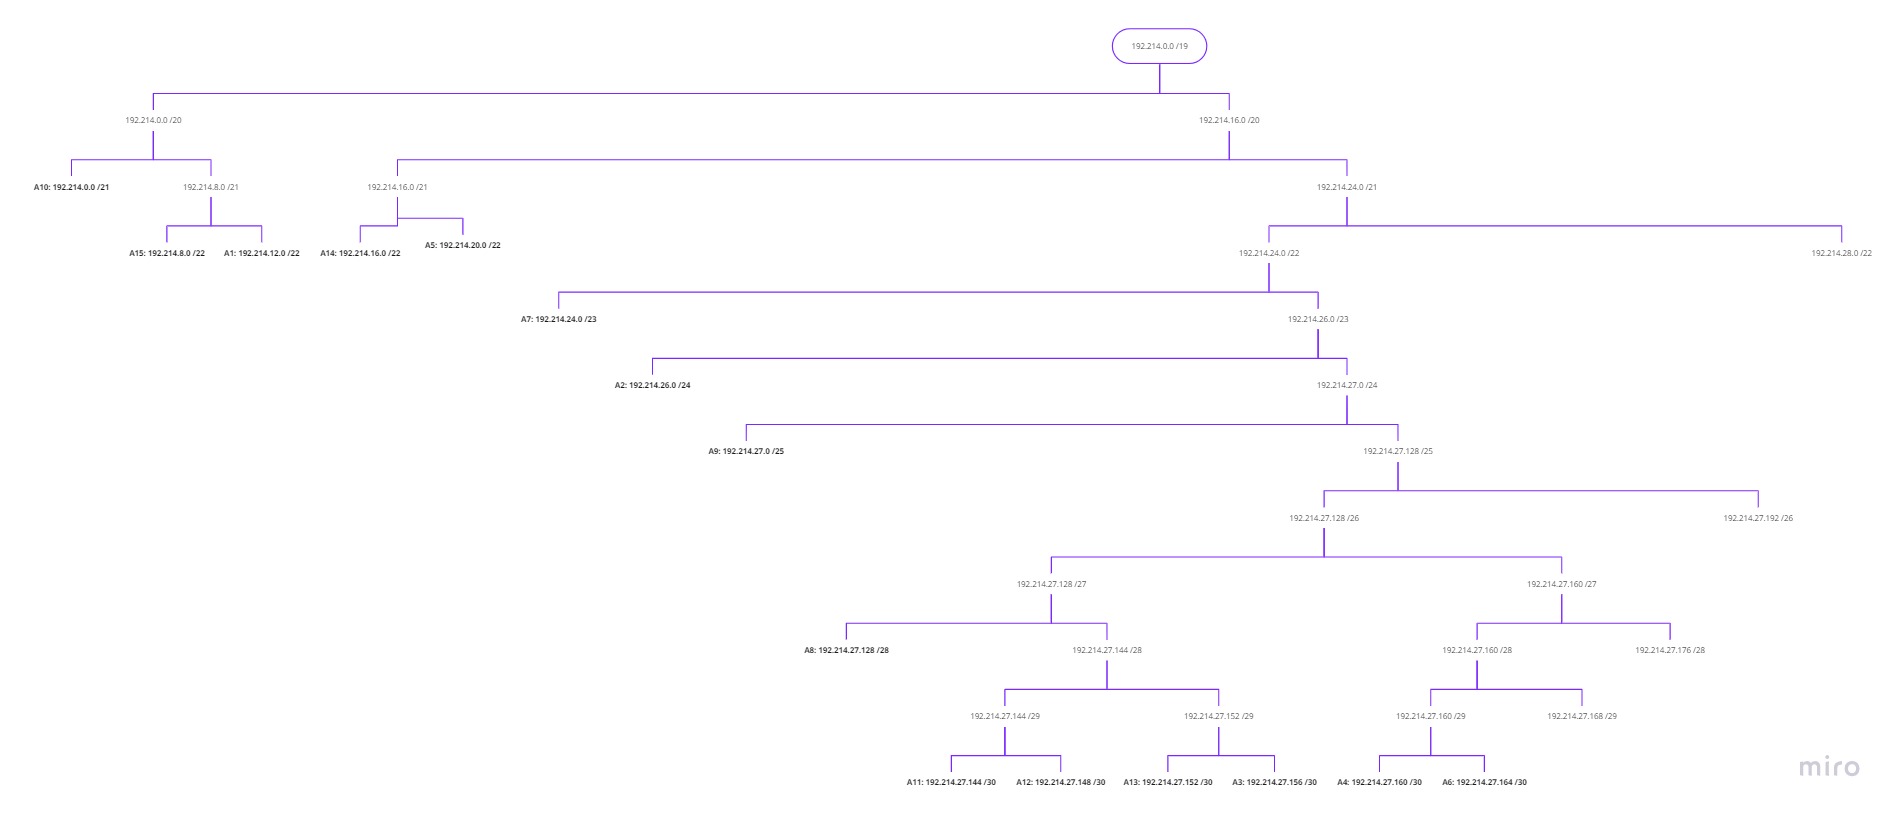 192.214.0.0 /19
192.214.0.0 /20
192.214.16.0 /20
A10: 192.214.0.0 /21
192.214.8.0 /21
192.214.16.0 /21
192.214.24.0 /21
A15: 192.214.8.0 /22
A1: 192.214.12.0 /22
A14: 192.214.16.0 /22
A5: 192.214.20.0 /22
192.214.24.0 /22
192.214.28.0 /22
A7: 192.214.24.0 /23
192.214.26.0 /23
A2: 192.214.26.0 /24
192.214.27.0 /24
A9: 192.214.27.0 /25
192.214.27.128 /25
192.214.27.128 /26
192.214.27.192 /26
192.214.27.128 /27
192.214.27.160 /27
A8: 192.214.27.128 /28
192.214.27.144 /28
192.214.27.160 /28
192.214.27.176 /28
192.214.27.144 /29
192.214.27.152 /29
192.214.27.160 /29
192.214.27.168 /29
A11: 192.214.27.144 /30
A12: 192.214.27.148 /30
A13: 192.214.27.152 /30
A3: 192.214.27.156 /30
A4: 192.214.27.160 /30
A6: 192.214.27.164 /30
miro